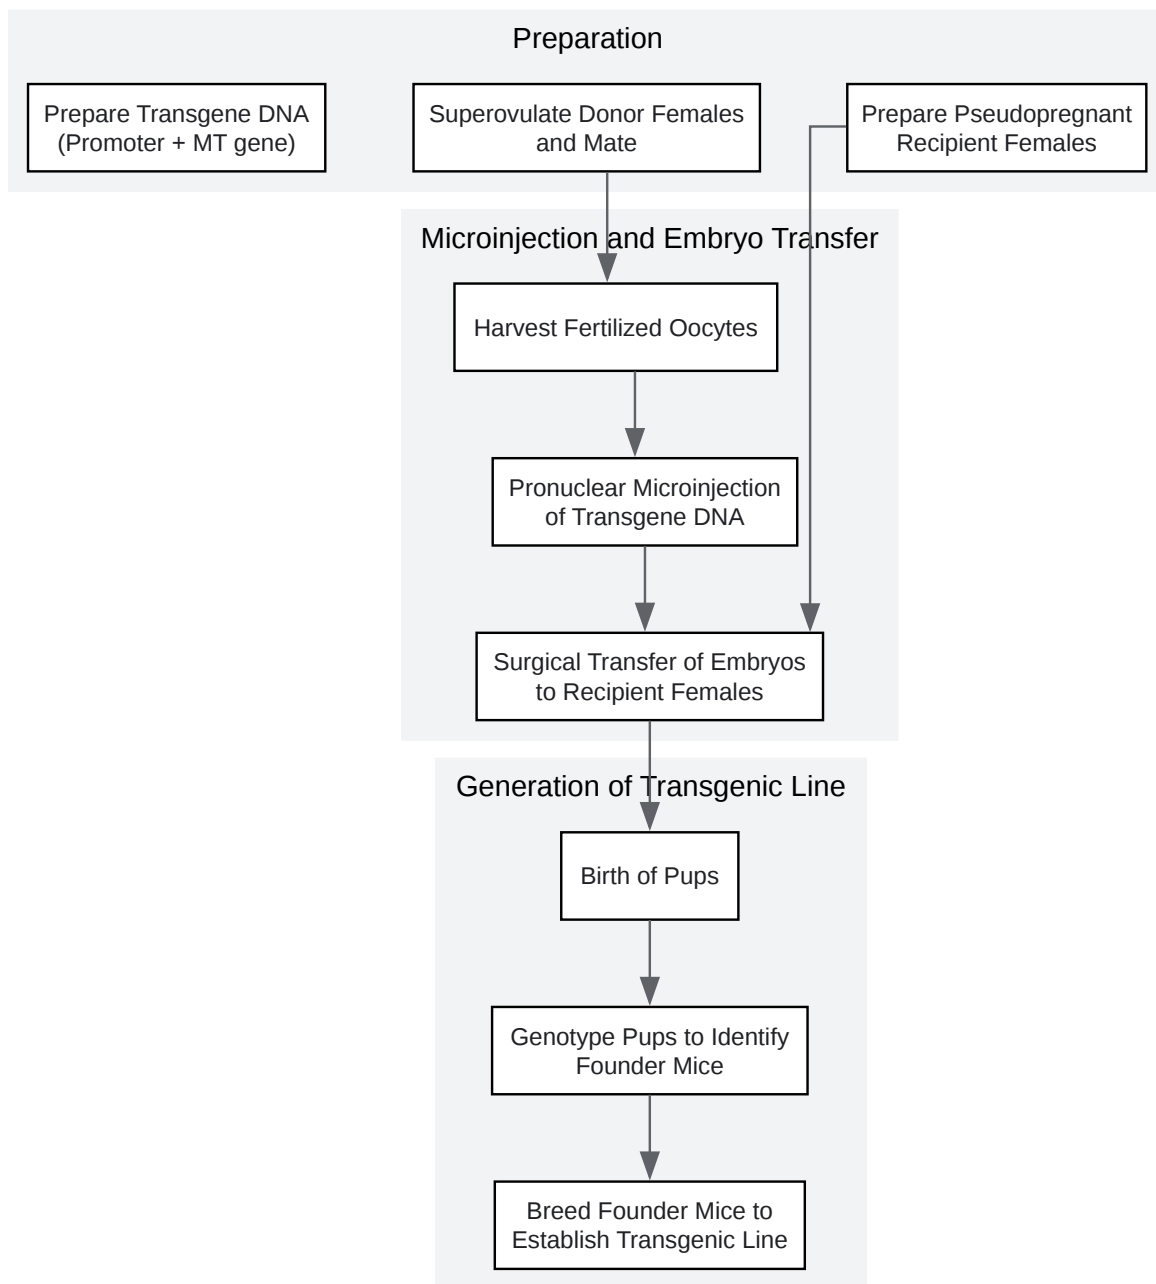 Preparation
Prepare Transgene DNA
(Promoter + MT gene)
Superovulate Donor Females
and Mate
Prepare Pseudopregnant
Recipient Females
Microinjection and Embryo Transfer
Harvest Fertilized Oocytes
Pronuclear Microinjection
of Transgene DNA
Surgical Transfer of Embryos
to Recipient Females
Generation of Transgenic Line
Birth of Pups
Genotype Pups to Identify
Founder Mice
Breed Founder Mice to
Establish Transgenic Line